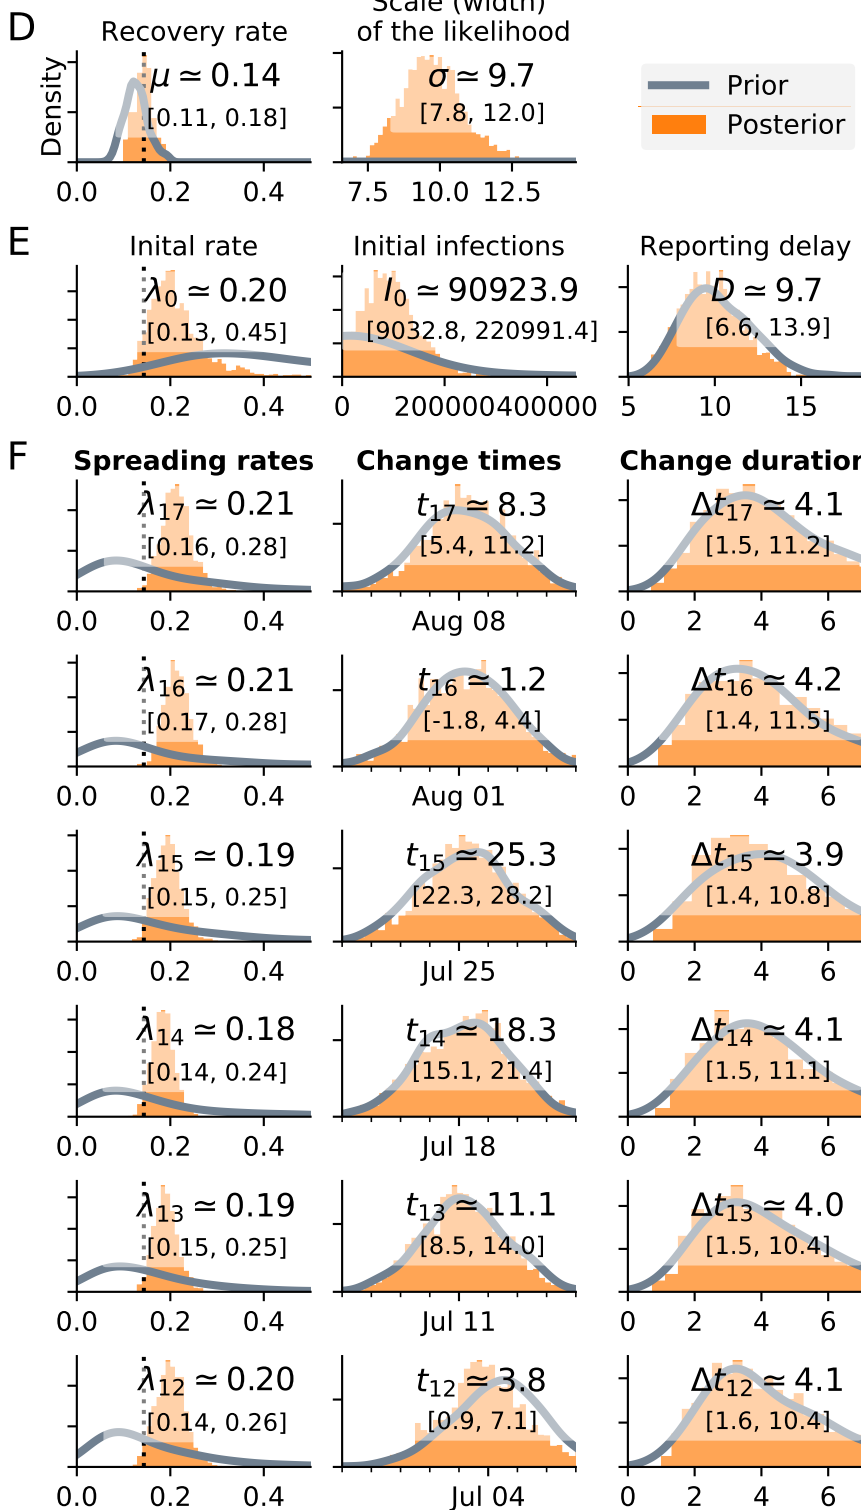 D
Recovery rate
Scale (width)
of the likelihood
Density
μ ≃ 0.14
[0.11, 0.18]
σ ≃ 9.7
[7.8, 12.0]
Prior
Posterior
0.0 0.2 0.4
7.5 10.0 12.5
E
Inital rate
Initial infections
Reporting delay
λ0 ≃ 0.20
[0.13, 0.45]
I0 ≃ 90923.9
[9032.8, 220991.4]
D ≃ 9.7
[6.6, 13.9]
0.0 0.2 0.4
0 200000400000
5 10 15
F
Spreading rates
Change times
Change duration
λ17 ≃ 0.21
[0.16, 0.28]
t17 ≃ 8.3
[5.4, 11.2]
Δt17 ≃ 4.1
[1.5, 11.2]
0.0 0.2 0.4
Aug 08
0 2 4 6
λ16 ≃ 0.21
[0.17, 0.28]
t16 ≃ 1.2
[-1.8, 4.4]
Δt16 ≃ 4.2
[1.4, 11.5]
0.0 0.2 0.4
Aug 01
0 2 4 6
λ15 ≃ 0.19
[0.15, 0.25]
t15 ≃ 25.3
[22.3, 28.2]
Δt15 ≃ 3.9
[1.4, 10.8]
0.0 0.2 0.4
Jul 25
0 2 4 6
λ14 ≃ 0.18
[0.14, 0.24]
t14 ≃ 18.3
[15.1, 21.4]
Δt14 ≃ 4.1
[1.5, 11.1]
0.0 0.2 0.4
Jul 18
0 2 4 6
λ13 ≃ 0.19
[0.15, 0.25]
t13 ≃ 11.1
[8.5, 14.0]
Δt13 ≃ 4.0
[1.5, 10.4]
0.0 0.2 0.4
Jul 11
0 2 4 6
λ12 ≃ 0.20
[0.14, 0.26]
t12 ≃ 3.8
[0.9, 7.1]
Δt12 ≃ 4.1
[1.6, 10.4]
0.0 0.2 0.4
Jul 04
0 2 4 6